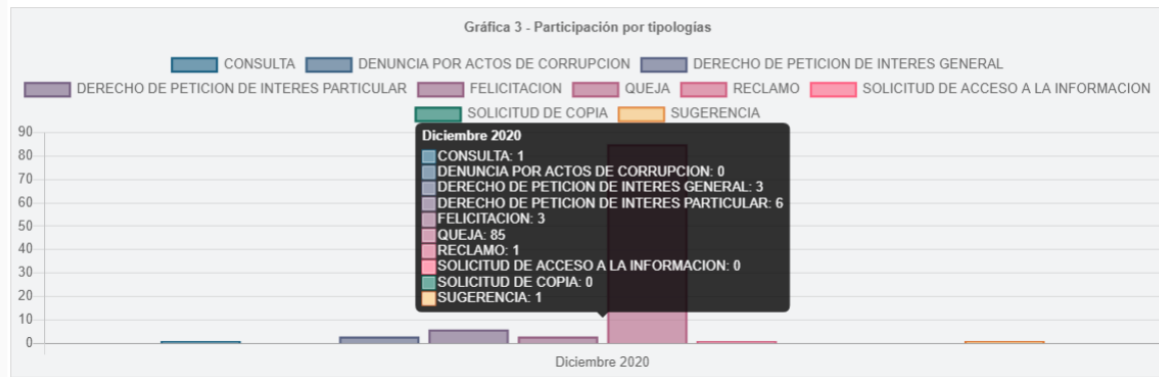 Gráfica 3 - Participación por tipologías
CONSULTA DENUNCIA POR ACTOS DE CORRUPCION DERECHO DE PETICION DE INTERES GENERAL
DERECHO DE PETICION DE INTERES PARTICULAR FELICITACION QUEJA RECLAMO SOLICITUD DE ACCESO A LA INFORMACION
SOLICITUD DE COPIA SUGERENCIA
90
80
70
60
50
40
30
20
10
0
Diciembre 2020
CONSULTA: 1
DENUNCIA POR ACTOS DE CORRUPCION: 0
DERECHO DE PETICION DE INTERES GENERAL: 3
DERECHO DE PETICION DE INTERES PARTICULAR: 6
FELICITACION: 3
QUEJA: 85
RECLAMO: 1
SOLICITUD DE ACCESO A LA INFORMACION: 0
SOLICITUD DE COPIA: 0
SUGERENCIA: 1
Diciembre 2020